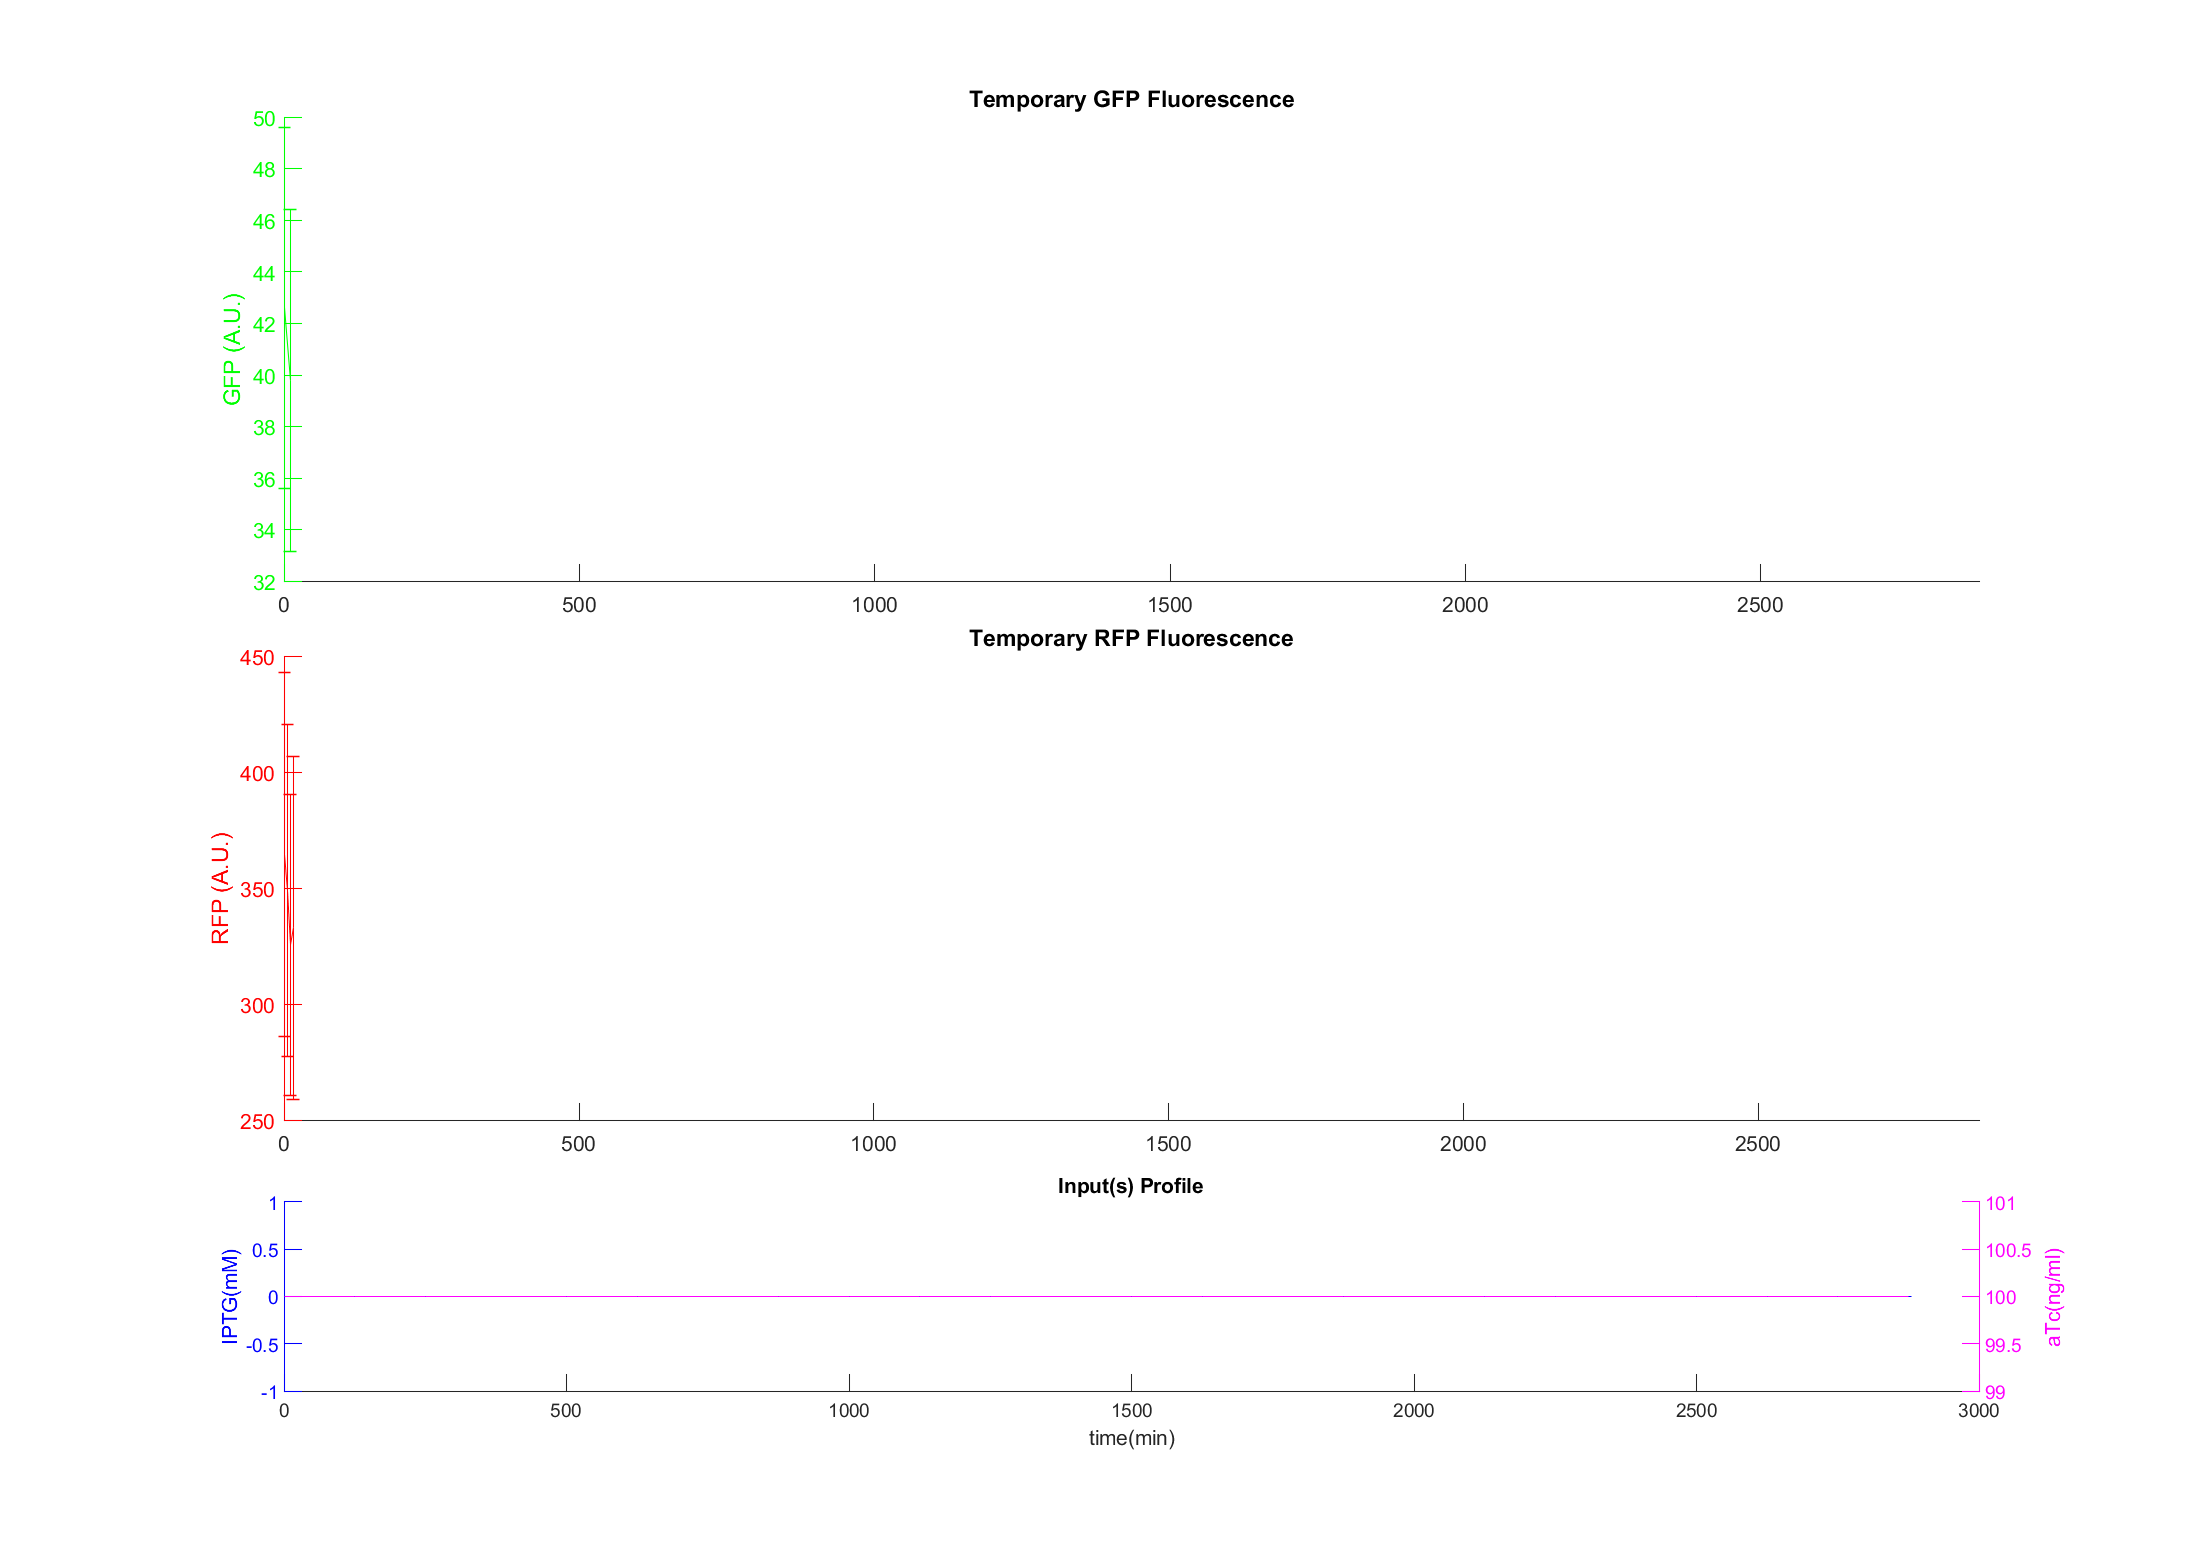 Temporary GFP Fluorescence
50
48
46
44
42
40
38
36
34
32
GFP (A.U.)
0 500 1000 1500 2000 2500
Temporary RFP Fluorescence
450
400
350
300
250
RFP (A.U.)
0 500 1000 1500 2000 2500
Input(s) Profile
1
0.5
0
-0.5
-1
IPTG(mM)
101
100.5
100
99.5
99
aTc(ng/ml)
0 500 1000 1500 2000 2500 3000
time(min)